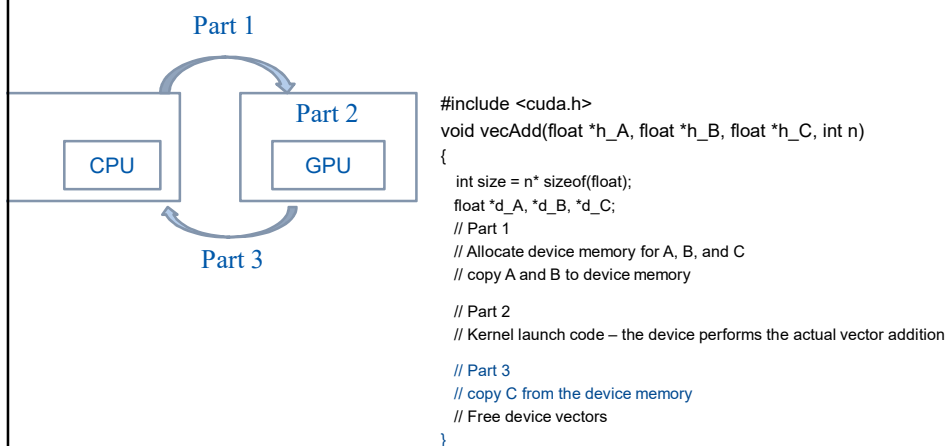 Part 1
Part 2
CPU
GPU
Part 3
#include <cuda.h>
void vecAdd(float *h_A, float *h_B, float *h_C, int n)
{
int size = n* sizeof(float);
float *d_A, *d_B, *d_C;
// Part 1
// Allocate device memory for A, B, and C
// copy A and B to device memory
// Part 2
// Kernel launch code – the device performs the actual vector addition
// Part 3
// copy C from the device memory
// Free device vectors
}